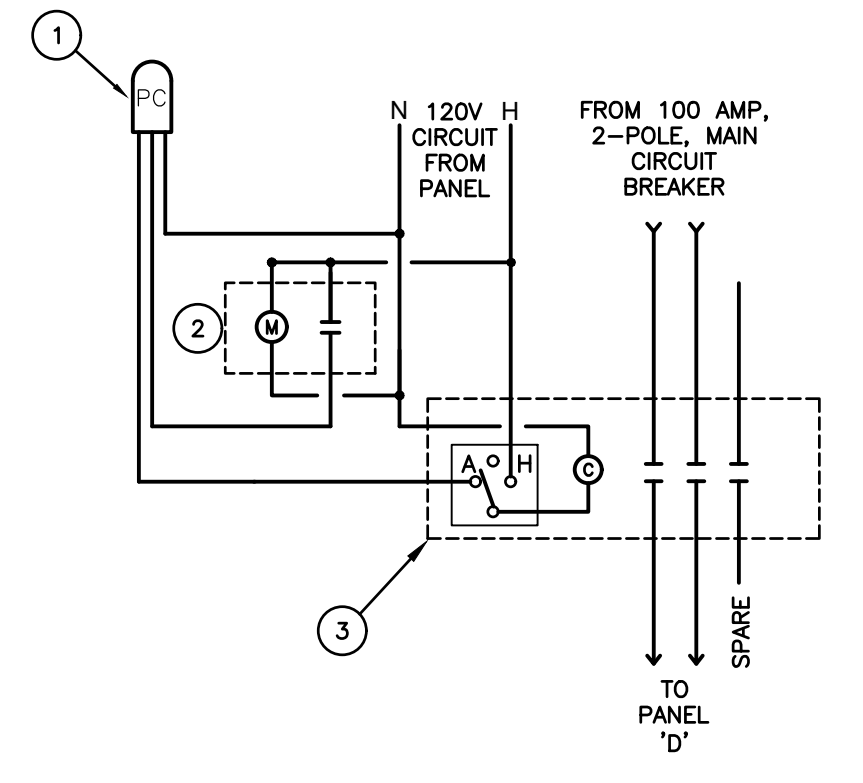 1
PC
N 120V H
CIRCUIT
FROM
PANEL
FROM 100 AMP,
2-POLE, MAIN
CIRCUIT
BREAKER
2
M
A H
C
3
SPARE
TO
PANEL
'D'